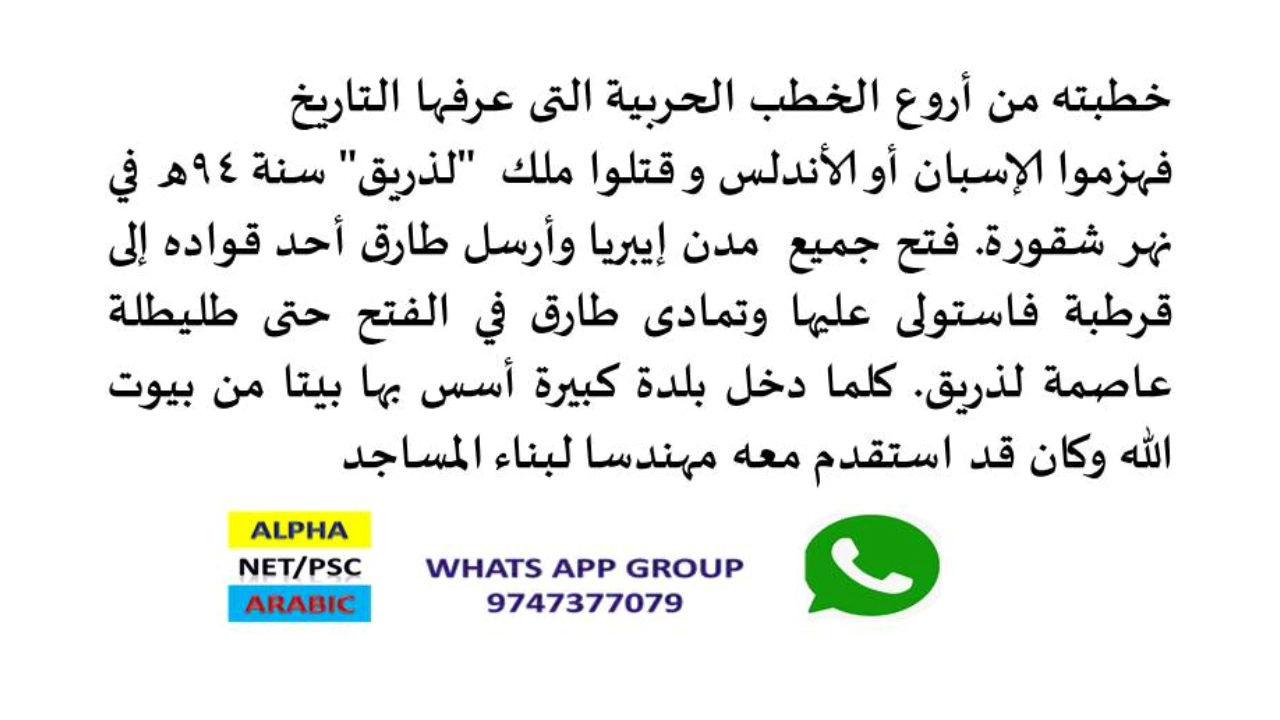 خطبته من أروع الخطب الحربية التى عرفها التاريخ
فهزموا الإسبان أو الأندلس و قتلوا ملك "لذريق" سنة ٩٤هـ في
نهر شقورة. فتح جميع مدن إيبريا وأرسل طارق أحد قواده إلى
قرطبة فاستولى عليها وتمادى طارق في الفتح حتى طليطلة
عاصمة لذريق. كلما دخل بلدة كبيرة أسس بها بيتا من بيوت
الله وكان قد استقدم معه مهندسا لبناء المساجد
ALPHA
NET/PSC
ARABIC
WHATS APP GROUP
9747377079